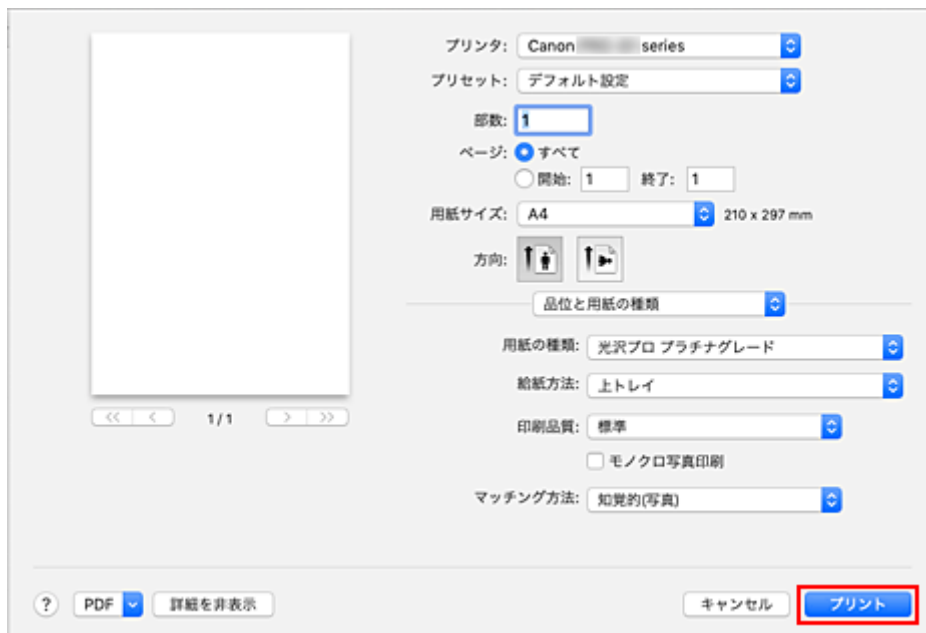 プリンタ: Canon series
プリセット: デフォルト設定
部数: 1
ページ: すべて
開始: 1 終了: 1
用紙サイズ: A4 210 x 297 mm
方向:
品位と用紙の種類
用紙の種類: 光沢プロ プラチナグレード
給紙方法: 上トレイ
<< < 1/1 > >>
印刷品質: 標準
モノクロ写真印刷
マッチング方法: 知覚的(写真)
? PDF 詳細を非表示 キャンセル プリント